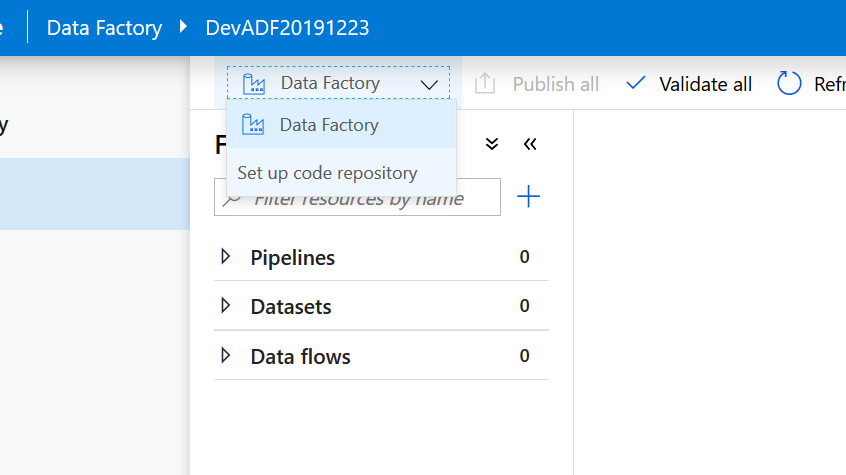 Data Factory DevADF20191223
Data Factory Publish all Validate all Refr
Data Factory
Set up code repository
Filter resources by name
Pipelines 0
Datasets 0
Data flows 0